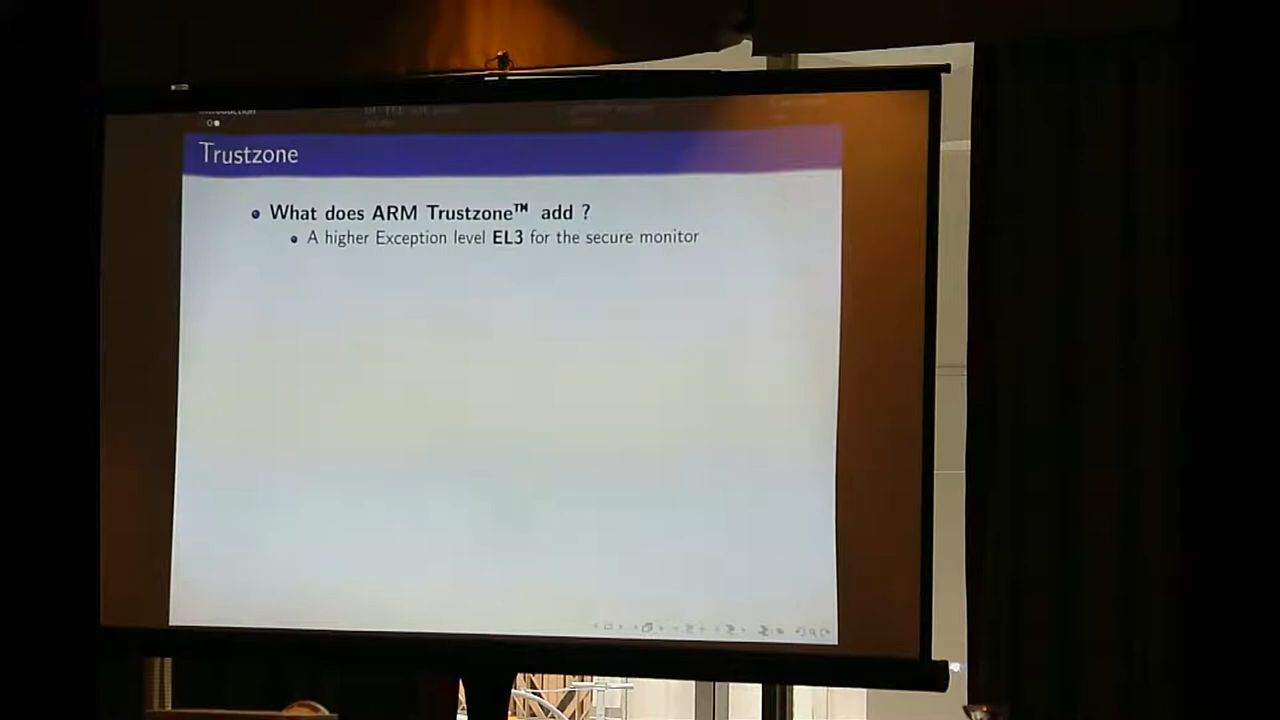 Trustzone
What does ARM Trustzone™ add ?
A higher Exception level EL3 for the secure monitor